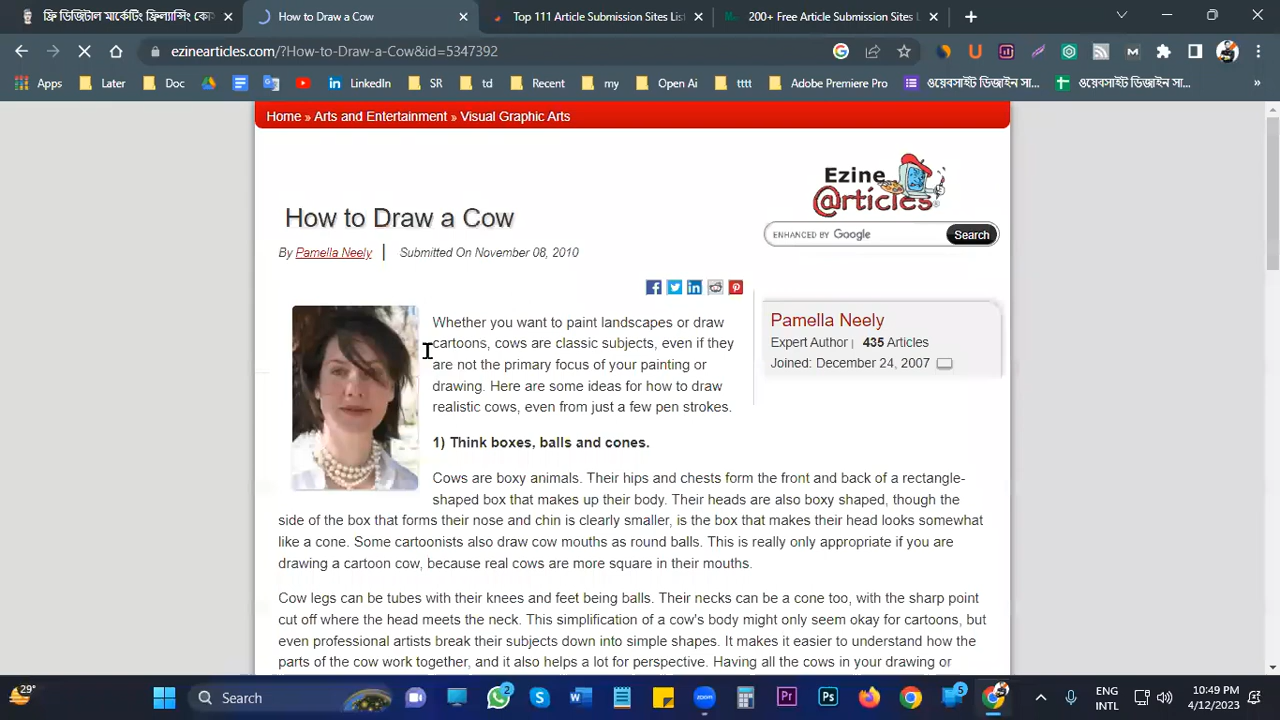 ফ্রি ডিজিটাল মার্কেটিং ফ্রিল্যান্সিং কো
How to Draw a Cow
Top 111 Article Submission Sites List
200+ Free Article Submission Sites L
ezinearticles.com/?How-to-Draw-a-Cow&id=5347392
Apps
Later
Doc
LinkedIn
SR
td
Recent
my
Open Ai
tttt
Adobe Premiere Pro
ওয়েবসাইট ডিজাইন সা...
ওয়েবসাইট ডিজাইন সা...
»
Home » Arts and Entertainment » Visual Graphic Arts
Ezine
@rticles
How to Draw a Cow
ENHANCED BY Google
Search
By Pamella Neely | Submitted On November 08, 2010
Pamella Neely
Expert Author | 435 Articles
Joined: December 24, 2007
Whether you want to paint landscapes or draw
cartoons, cows are classic subjects, even if they
are not the primary focus of your painting or
drawing. Here are some ideas for how to draw
realistic cows, even from just a few pen strokes.
1) Think boxes, balls and cones.
Cows are boxy animals. Their hips and chests form the front and back of a rectangle-
shaped box that makes up their body. Their heads are also boxy shaped, though the
side of the box that forms their nose and chin is clearly smaller, is the box that makes their head looks somewhat
like a cone. Some cartoonists also draw cow mouths as round balls. This is really only appropriate if you are
drawing a cartoon cow, because real cows are more square in their mouths.
Cow legs can be tubes with their knees and feet being balls. Their necks can be a cone too, with the sharp point
cut off where the head meets the neck. This simplification of a cow's body might only seem okay for cartoons, but
even professional artists break their subjects down into simple shapes. It makes it easier to understand how the
parts of the cow work together, and it also helps a lot for perspective. Having all the cows in your drawing or
29°
Search
2
zoom
Pr
Ps
5
ENG
INTL
10:49 PM
4/12/2023